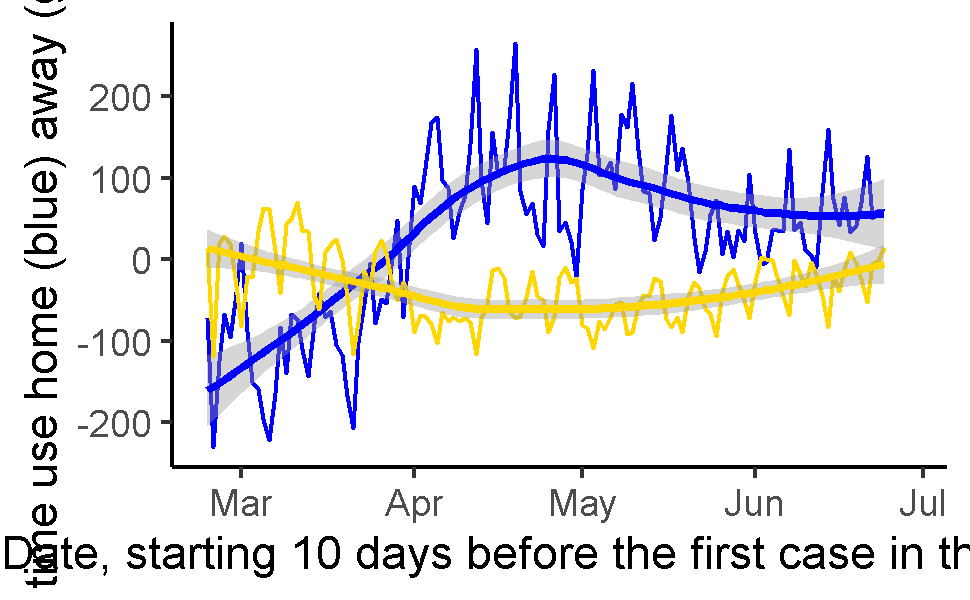 time use home (blue) away (
200
100
0
-100
-200
Mar Apr May Jun Jul
Date, starting 10 days before the first case in th